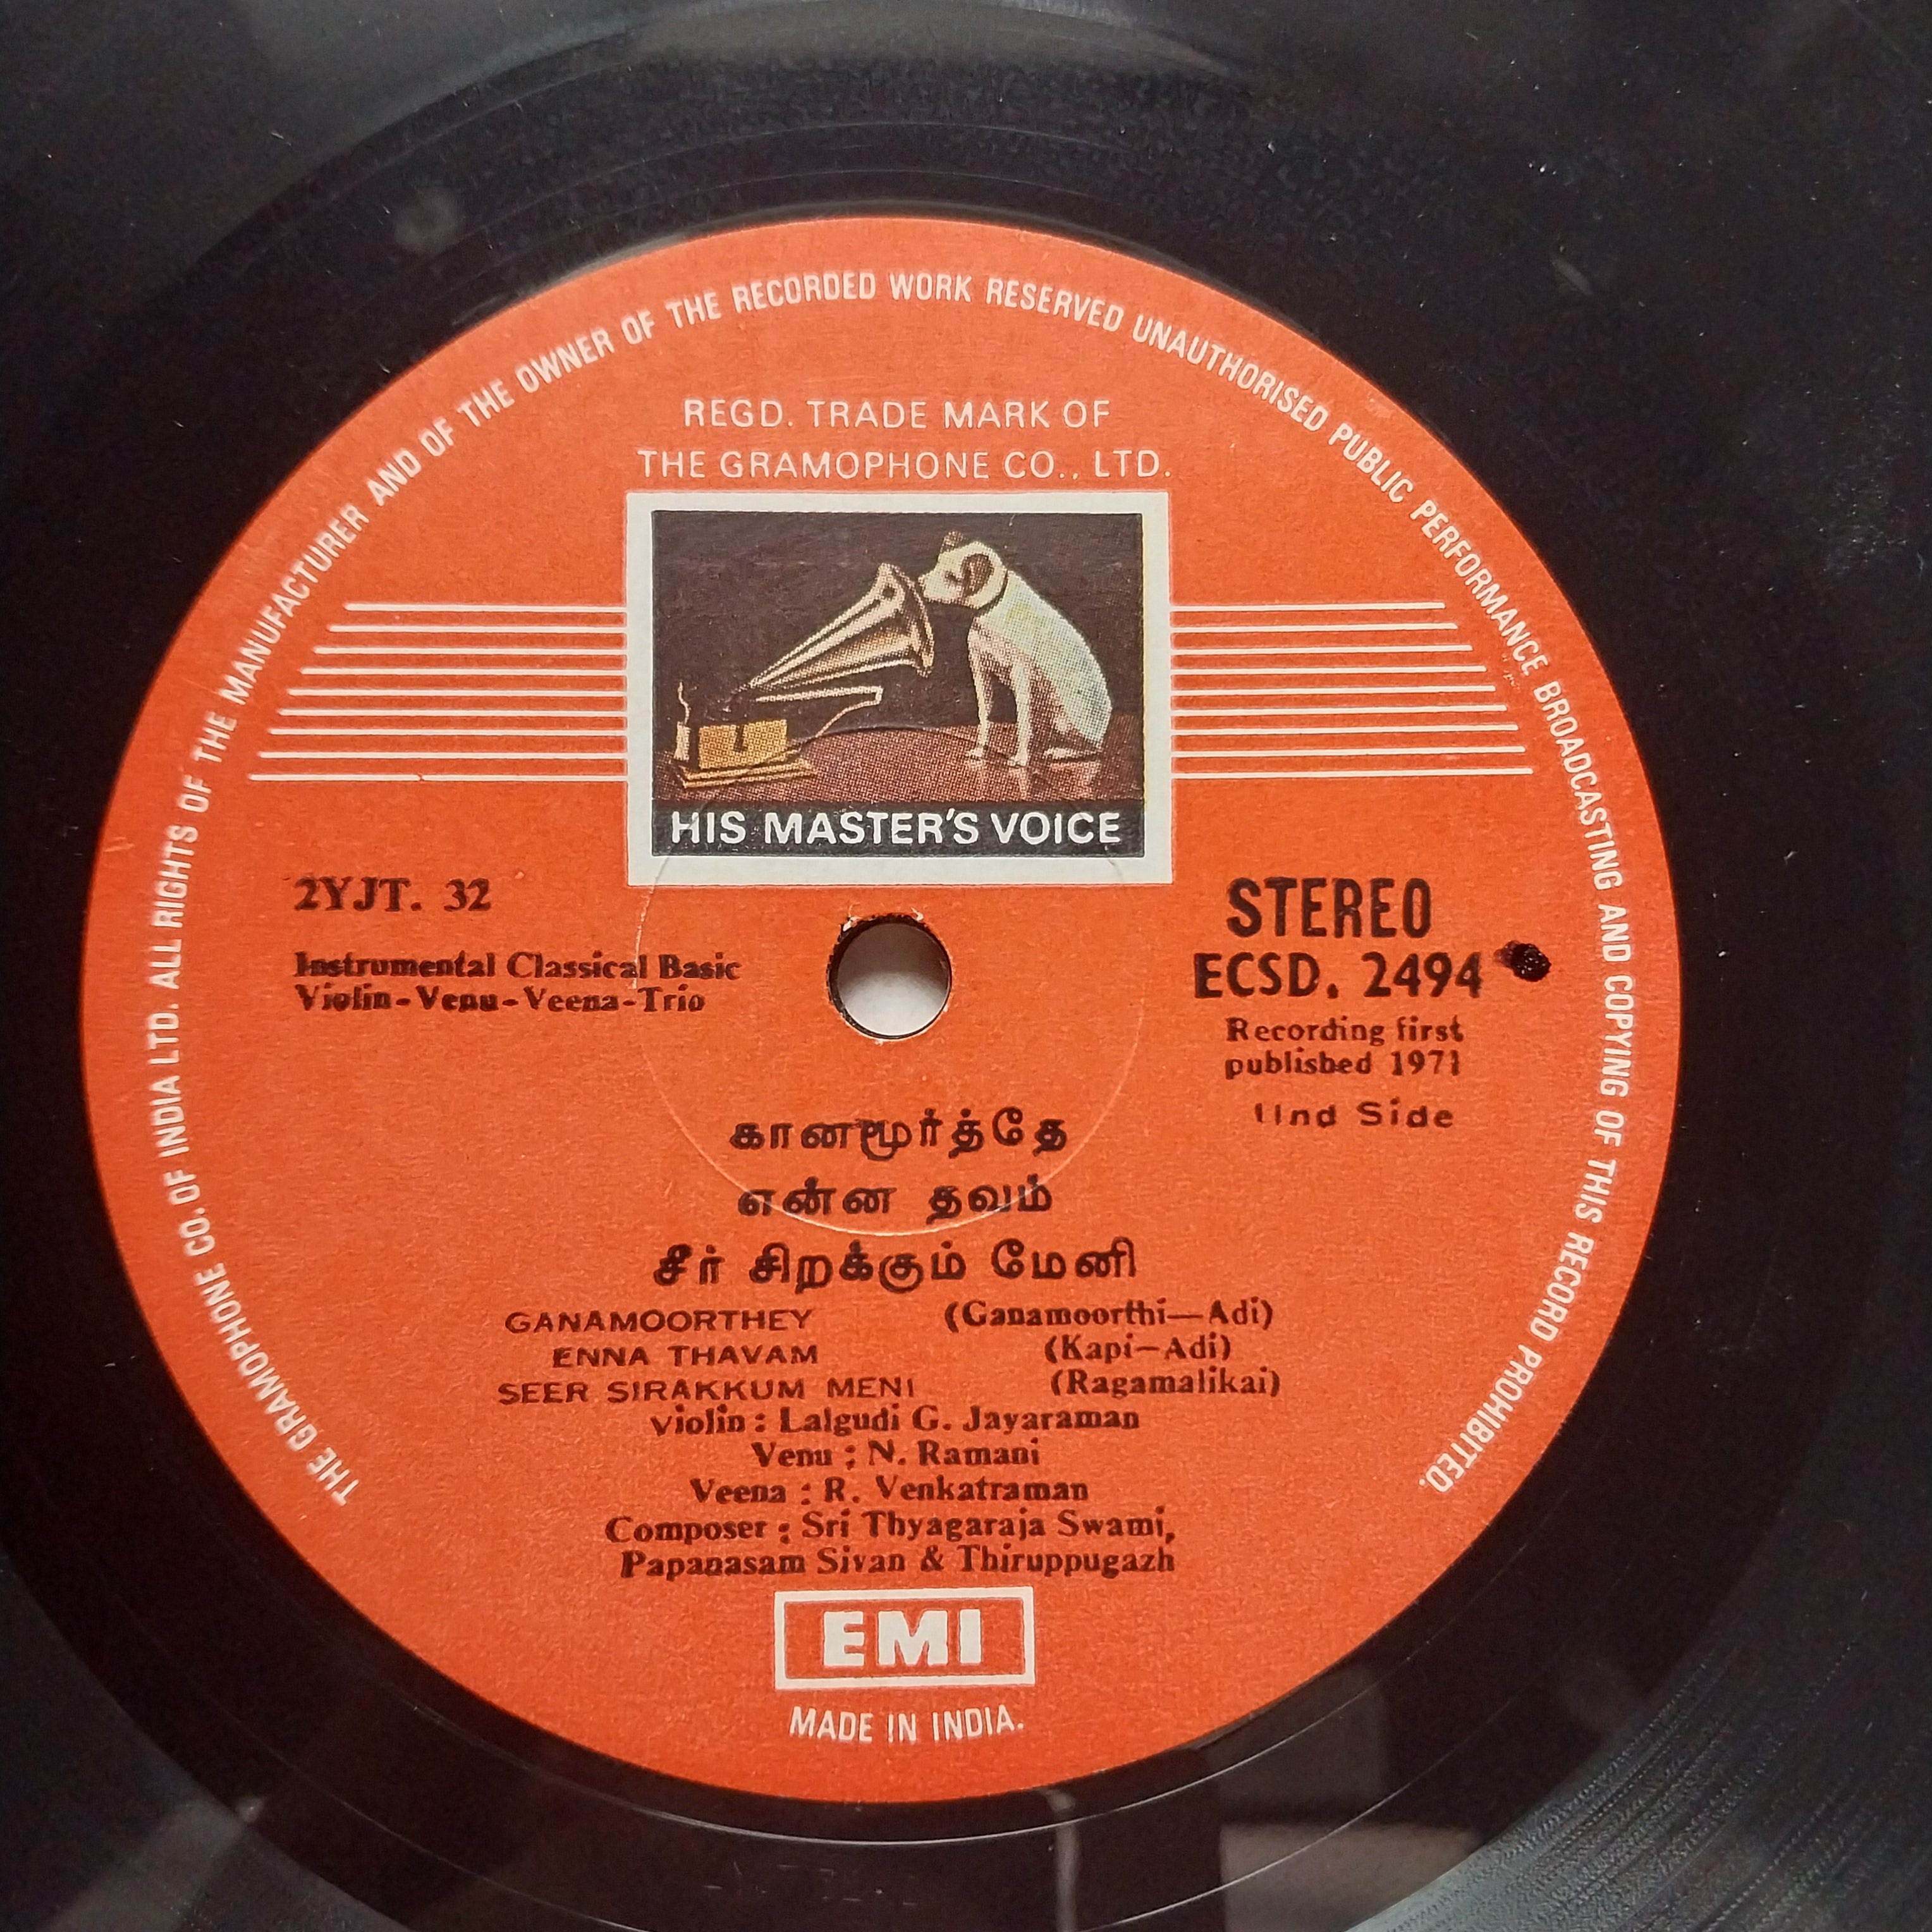 THE GRAMOPHONE CO. OF INDIA LTD. ALL RIGHTS OF THE MANUFACTURER AND OF THE OWNER OF THE RECORDED WORK RESERVED UNAUTHORISED PUBLIC PERFORMANCE BROADCASTING AND COPYING OF THIS RECORD PROHIBITED.
REGD. TRADE MARK OF
THE GRAMOPHONE CO., LTD.
HIS MASTER'S VOICE
2YJT. 32
Instrumental Classical Basic
Violin-Venu-Veena-Trio
STEREO
ECSD. 2494
Recording first
published 1971
IInd Side
கானமூர்த்தே
என்ன தவம்
சீர் சிறக்கும் மேனி
GANAMOORTHEY (Ganamoorthi—Adi)
ENNA THAVAM (Kapi—Adi)
SEER SIRAKKUM MENI (Ragamalikai)
Violin : Lalgudi G. Jayaraman
Venu : N. Ramani
Veena : R. Venkatraman
Composer : Sri Thyagaraja Swami,
Papanasam Sivan & Thiruppugazh
EMI
MADE IN INDIA.